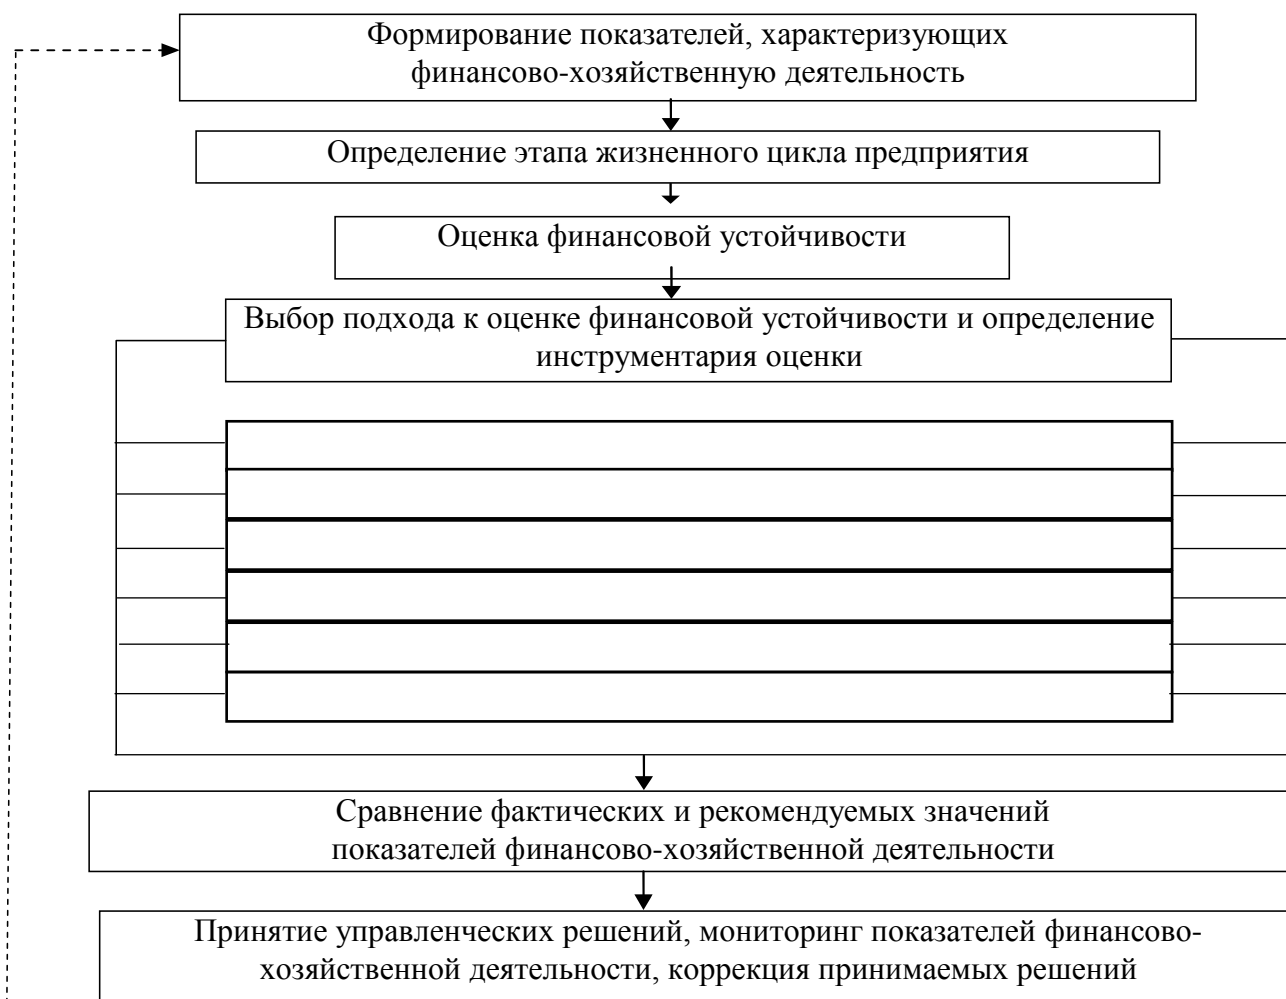 Формирование показателей, характеризующих
финансово-хозяйственную деятельность
Определение этапа жизненного цикла предприятия
Оценка финансовой устойчивости
Выбор подхода к оценке финансовой устойчивости и определение
инструментария оценки
Сравнение фактических и рекомендуемых значений
показателей финансово-хозяйственной деятельности
Принятие управленческих решений, мониторинг показателей финансово-
хозяйственной деятельности, коррекция принимаемых решений